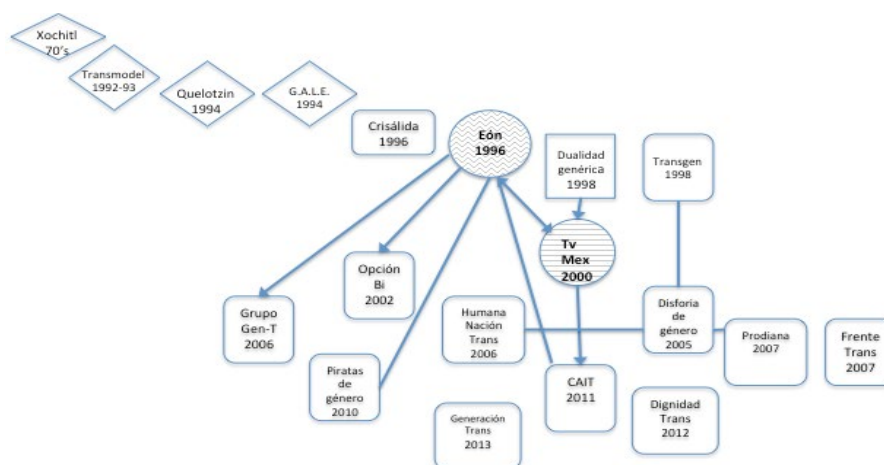 Xochitl
70's
Transmodel
1992-93
Quelotzin
1994
G.A.L.E.
1994
Crisálida
1996
Eón
1996
Dualidad
genérica
1998
Transgen
1998
Tv
Mex
2000
Opción
Bi
2002
Grupo
Gen-T
2006
Humana
Nación
Trans
2006
Disforia
de
género
2005
Prodiana
2007
Frente
Trans
2007
Piratas
de
género
2010
CAIT
2011
Dignidad
Trans
2012
Generación
Trans
2013